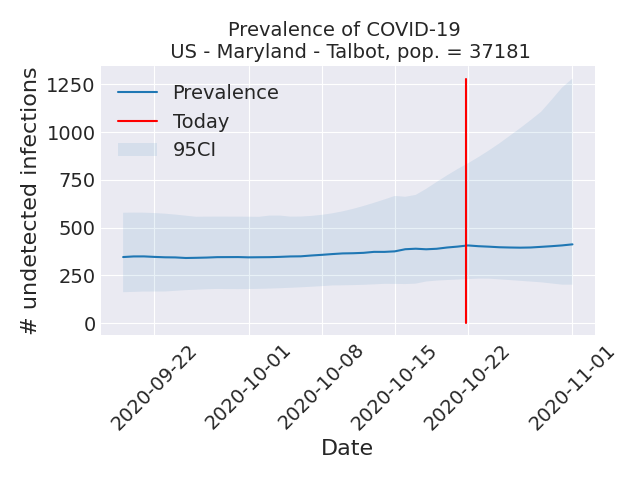 Prevalence of COVID-19
US - Maryland - Talbot, pop. = 37181
1250
1000
750
500
250
0
# undetected infections
Prevalence
Today
95CI
2020-09-22
2020-10-01
2020-10-08
2020-10-15
2020-10-22
2020-11-01
Date